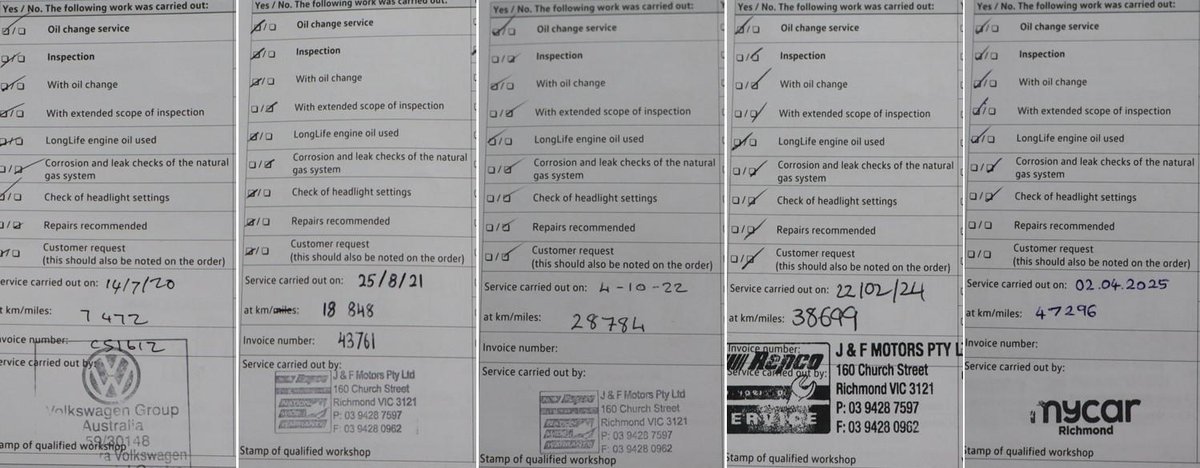 Yes / No. The following work was carried out:
Oil change service
Inspection
With oil change
With extended scope of inspection
LongLife engine oil used
Corrosion and leak checks of the natural
gas system
Check of headlight settings
Repairs recommended
Customer request
(this should also be noted on the order)
ervice carried out on: 14/7/20
t km/miles: 7 472
nvoice number: CS1612
ervice carried out by:
Volkswagen Group
Australia
59/30148
ra Volkswagen
amp of qualified workshop
Yes / No. The following work was carried out:
Oil change service
Inspection
With oil change
With extended scope of inspection
LongLife engine oil used
Corrosion and leak checks of the natural
gas system
Check of headlight settings
Repairs recommended
Customer request
(this should also be noted on the order)
Service carried out on: 25/8/21
at km/miles: 18 848
Invoice number: 43761
Service carried out by:
J & F Motors Pty Ltd
160 Church Street
Richmond VIC 3121
P: 03 9428 7597
F: 03 9428 0962
Stamp of qualified workshop
Yes / No. The following work was carried out:
Oil change service
Inspection
With oil change
With extended scope of inspection
LongLife engine oil used
Corrosion and leak checks of the natural
gas system
Check of headlight settings
Repairs recommended
Customer request
(this should also be noted on the order)
Service carried out on: 4-10-22
at km/miles: 28784
Invoice number:
Service carried out by:
J & F Motors Pty Ltd
160 Church Street
Richmond VIC 3121
P: 03 9428 7597
F: 03 9428 0962
Stamp of qualified workshop
Yes / No. The following work was carried out:
Oil change service
Inspection
With oil change
With extended scope of inspection
LongLife engine oil used
Corrosion and leak checks of the natural
gas system
Check of headlight settings
Repairs recommended
Customer request
(this should also be noted on the order)
Service carried out on: 22/02/24
at km/miles: 38699
Invoice number:
Service carried out by:
Repco
SERVICE
J & F MOTORS PTY L
160 Church Street
Richmond VIC 3121
P: 03 9428 7597
F: 03 9428 0962
Stamp of qualified workshop
Yes / No. The following work was carried out:
Oil change service
Inspection
With oil change
With extended scope of inspection
LongLife engine oil used
Corrosion and leak checks of the natural
gas system
Check of headlight settings
Repairs recommended
Customer request
(this should also be noted on the order)
Service carried out on: 02.04.2025
at km/miles: 47296
Invoice number:
Service carried out by:
mycar
Richmond
Stamp of qualified workshop